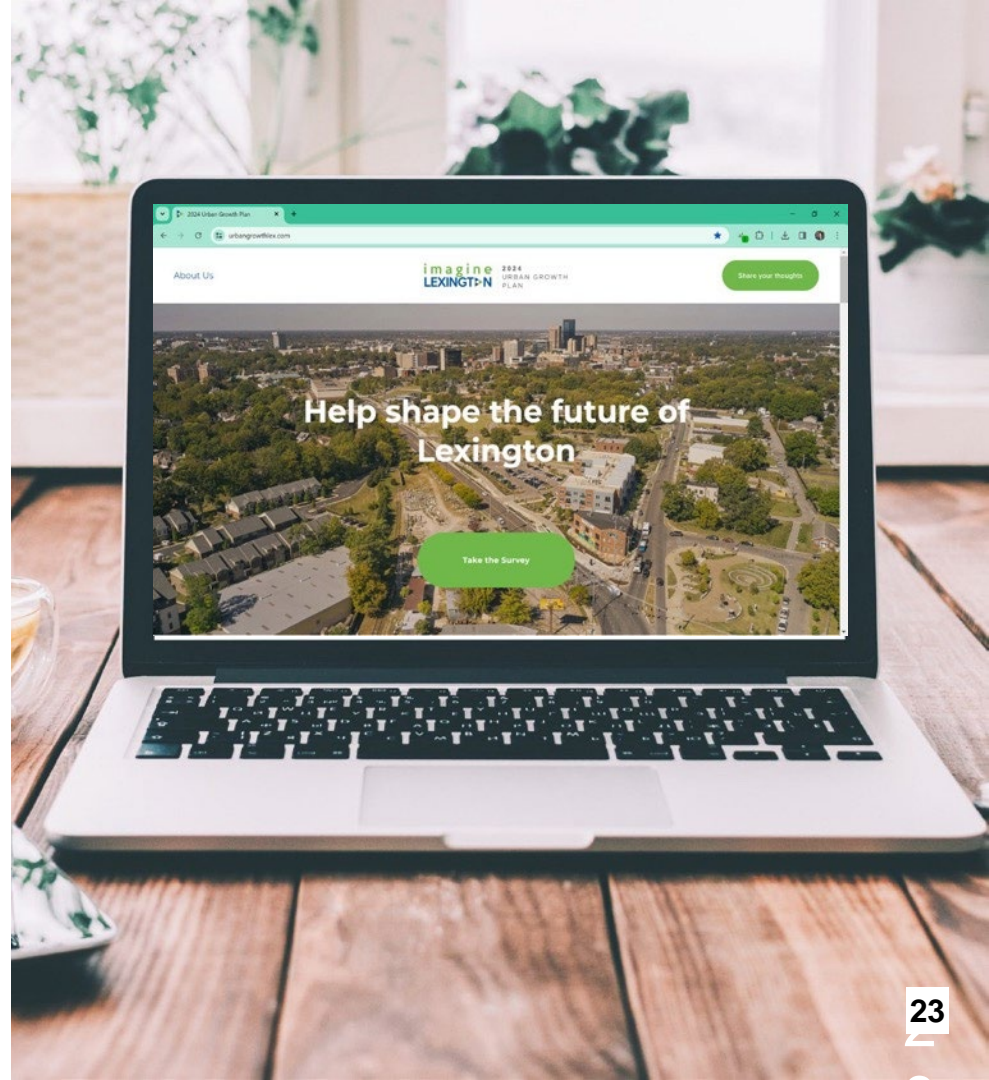 2024 Urban Growth Plan
urbangrowthlex.com
About Us
imagine
LEXINGTON
2024
URBAN GROWTH
PLAN
Share your thoughts
Help shape the future of
Lexington
Take the Survey
23